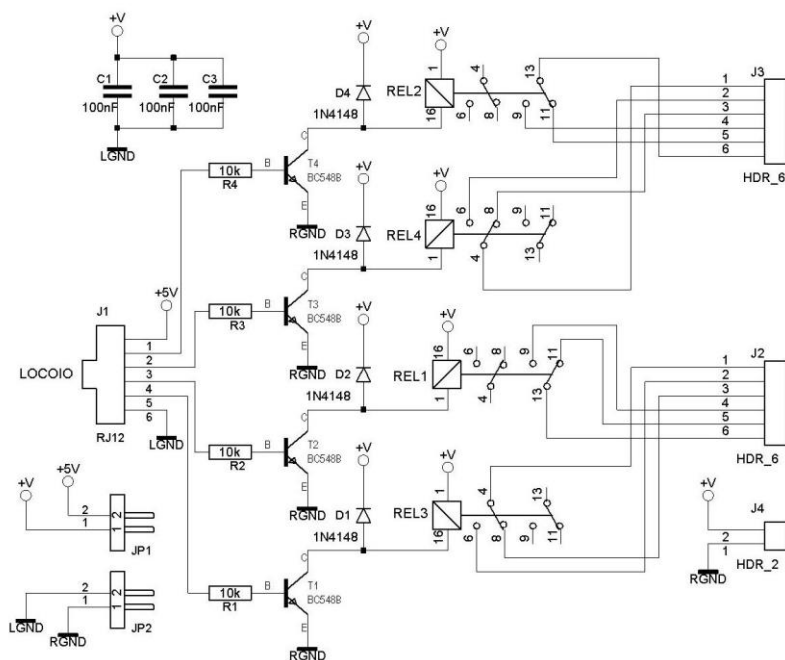 +V
C1
C2
C3
100nF
100nF
100nF
LGND
+V
D4
1N4148
+V
REL2
1
16
4
6
8
9
13
11
J3
1
2
3
4
5
6
HDR_6
10k
R4
B
C
E
T4
BC548B
RGND
+V
D3
1N4148
+V
REL4
16
1
6
8
4
9
11
13
J1
+5V
LOCOIO
1
2
3
4
5
6
RJ12
LGND
10k
R3
B
C
E
T3
BC548B
RGND
+V
D2
1N4148
+V
REL1
16
1
6
8
4
9
11
13
J2
1
2
3
4
5
6
HDR_6
10k
R2
B
C
E
T2
BC548B
RGND
+V
D1
1N4148
+V
REL3
1
16
4
6
8
9
13
11
+V
J4
2
1
HDR_2
RGND
+V
+5V
2
1
2
1
JP1
2
1
2
1
JP2
LGND
RGND
10k
R1
B
C
E
T1
BC548B
RGND